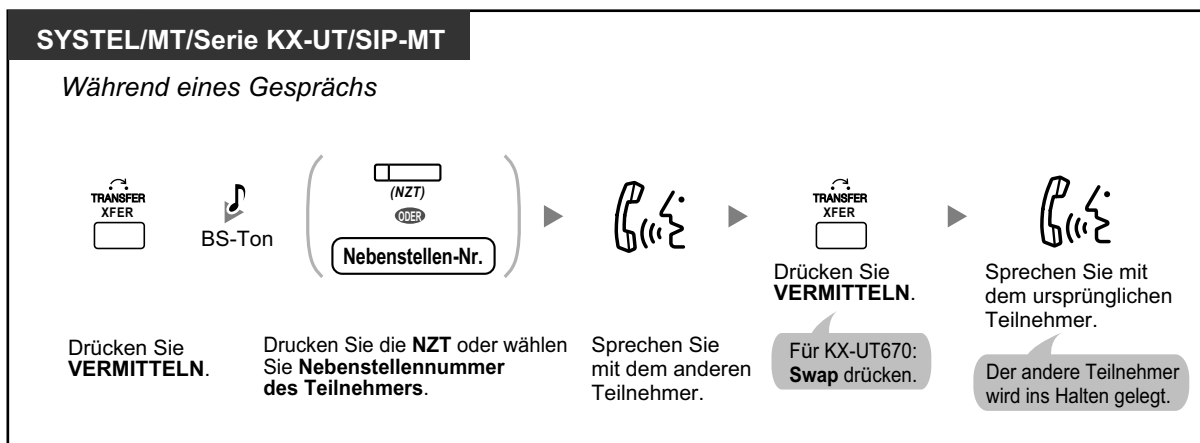 SYSTEL/MT/Serie KX-UT/SIP-MT
Während eines Gesprächs
TRANSFER
XFER
BS-Ton
(NZT)
ODER
Nebenstellen-Nr.
TRANSFER
XFER
Drücken Sie
VERMITTELN.
Drucken Sie die NZT oder wählen
Sie Nebenstellennummer
des Teilnehmers.
Sprechen Sie
mit dem anderen
Teilnehmer.
Drücken Sie
VERMITTELN.
Für KX-UT670:
Swap drücken.
Sprechen Sie mit
dem ursprünglichen
Teilnehmer.
Der andere Teilnehmer
wird ins Halten gelegt.